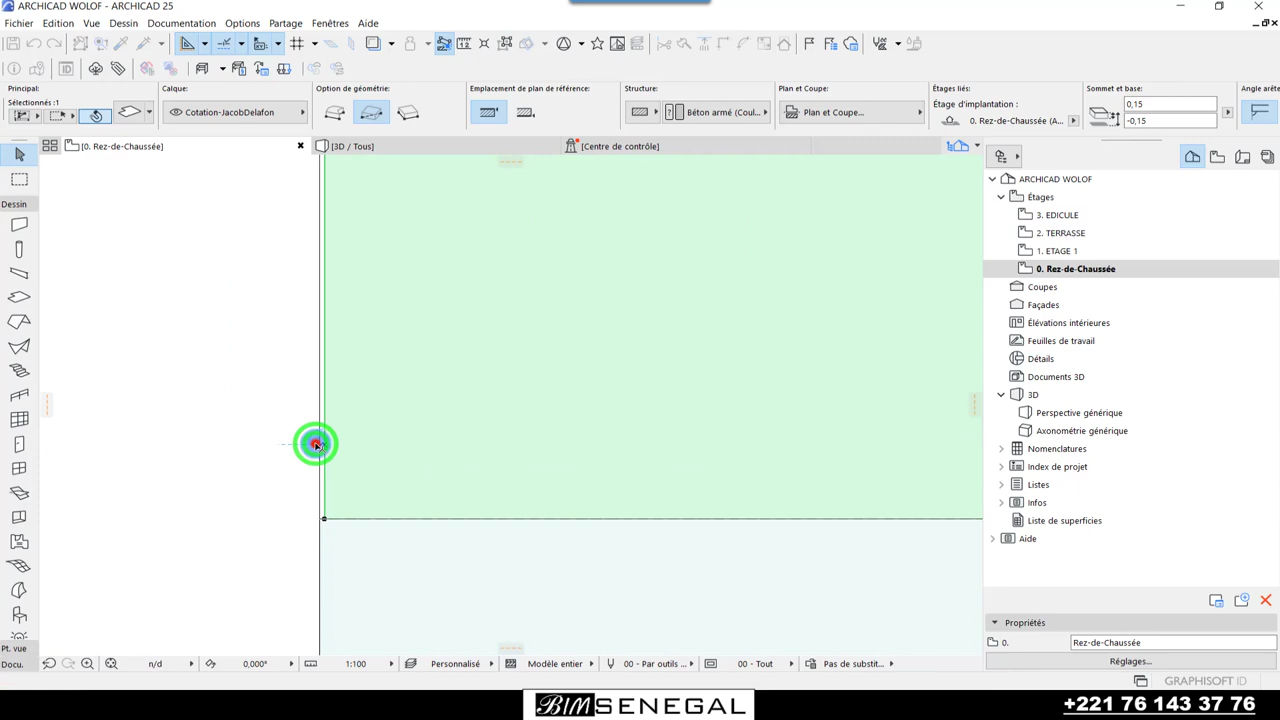 ARCHICAD WOLOF - ARCHICAD 25
Fichier Edition Vue Dessin Documentation Options Partage Fenêtres Aide
Principal: Calque: Option de géométrie: Emplacement de plan de référence: Structure: Plan et Coupe: Étages liés: Sommet et base: Angle arête
Sélectionnés :1
Étage d'implantation :
Cotation-JacobDelafon
Béton armé (Coul...
Plan et Coupe...
0. Rez-de-Chaussée (A...
0,15
-0,15
[0. Rez-de-Chaussée]
[3D / Tous]
[Centre de contrôle]
Dessin
ARCHICAD WOLOF
Étages
3. EDICULE
2. TERRASSE
1. ETAGE 1
0. Rez-de-Chaussée
Coupes
Façades
Élévations intérieures
Feuilles de travail
Détails
Documents 3D
3D
Perspective générique
Axonométrie générique
Nomenclatures
Index de projet
Listes
Infos
Liste de superficies
Aide
Propriétés
0. Rez-de-Chaussée
Réglages...
Pt. vue
Docu.
n/d 0,000° 1:100 Personnalisé Modèle entier 00 - Par outils ... 00 - Tout Pas de substit...
GRAPHISOFT ID
BIMSENEGAL
+221 76 143 37 76